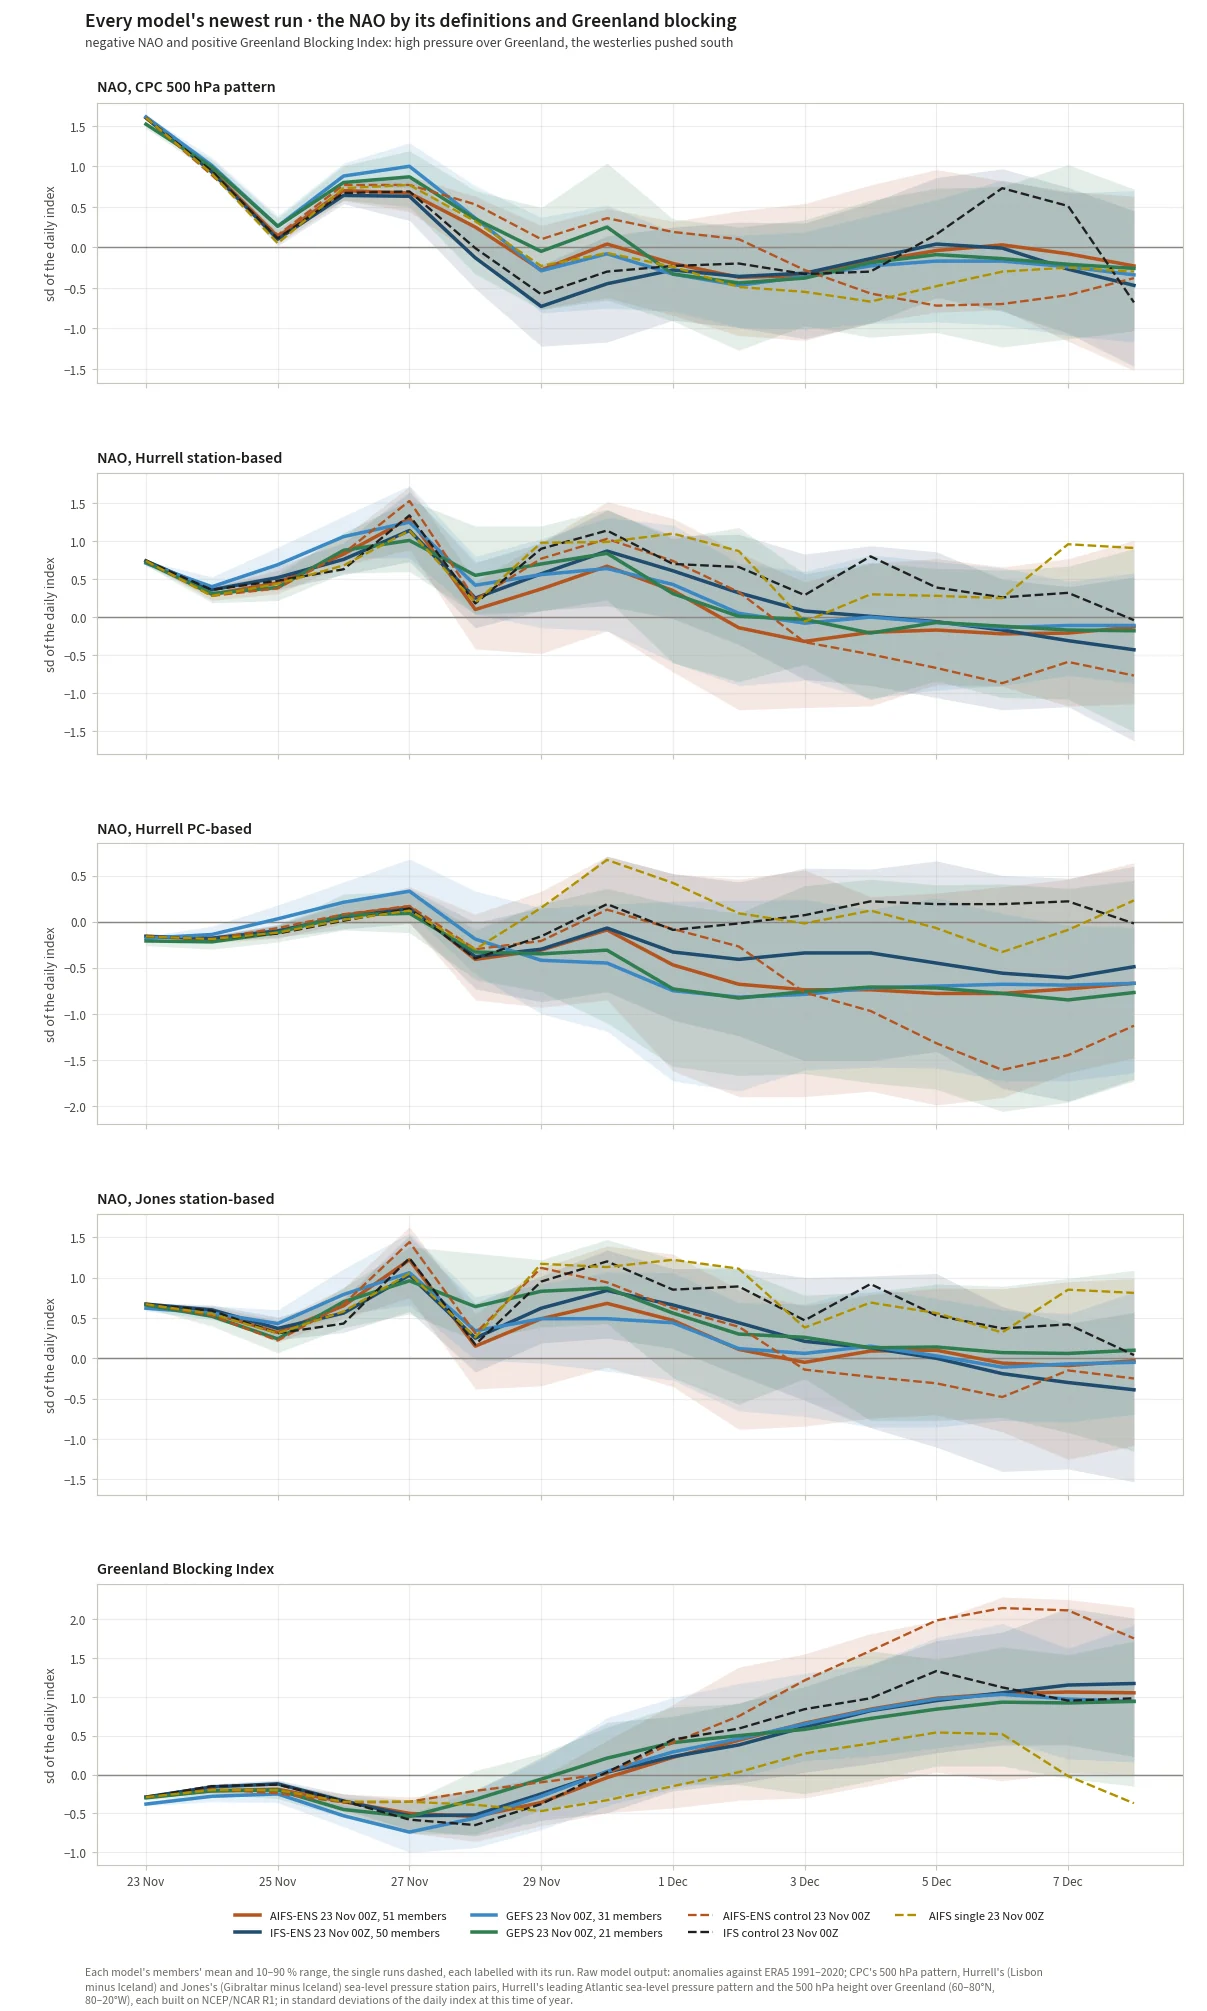 Every model's newest run · the NAO by its definitions and Greenland blocking
negative NAO and positive Greenland Blocking Index: high pressure over Greenland, the westerlies pushed south
NAO, CPC 500 hPa pattern
sd of the daily index
1.5
1.0
0.5
0.0
−0.5
−1.0
−1.5
NAO, Hurrell station-based
sd of the daily index
1.5
1.0
0.5
0.0
−0.5
−1.0
−1.5
NAO, Hurrell PC-based
sd of the daily index
0.5
0.0
−0.5
−1.0
−1.5
−2.0
NAO, Jones station-based
sd of the daily index
1.5
1.0
0.5
0.0
−0.5
−1.0
−1.5
Greenland Blocking Index
sd of the daily index
2.0
1.5
1.0
0.5
0.0
−0.5
−1.0
23 Nov 25 Nov 27 Nov 29 Nov 1 Dec 3 Dec 5 Dec 7 Dec
AIFS-ENS 23 Nov 00Z, 51 members GEFS 23 Nov 00Z, 31 members AIFS-ENS control 23 Nov 00Z AIFS single 23 Nov 00Z
IFS-ENS 23 Nov 00Z, 50 members GEPS 23 Nov 00Z, 21 members IFS control 23 Nov 00Z
Each model's members' mean and 10–90 % range, the single runs dashed, each labelled with its run. Raw model output: anomalies against ERA5 1991–2020; CPC's 500 hPa pattern, Hurrell's (Lisbon
minus Iceland) and Jones's (Gibraltar minus Iceland) sea-level pressure station pairs, Hurrell's leading Atlantic sea-level pressure pattern and the 500 hPa height over Greenland (60–80°N,
80–20°W), each built on NCEP/NCAR R1; in standard deviations of the daily index at this time of year.